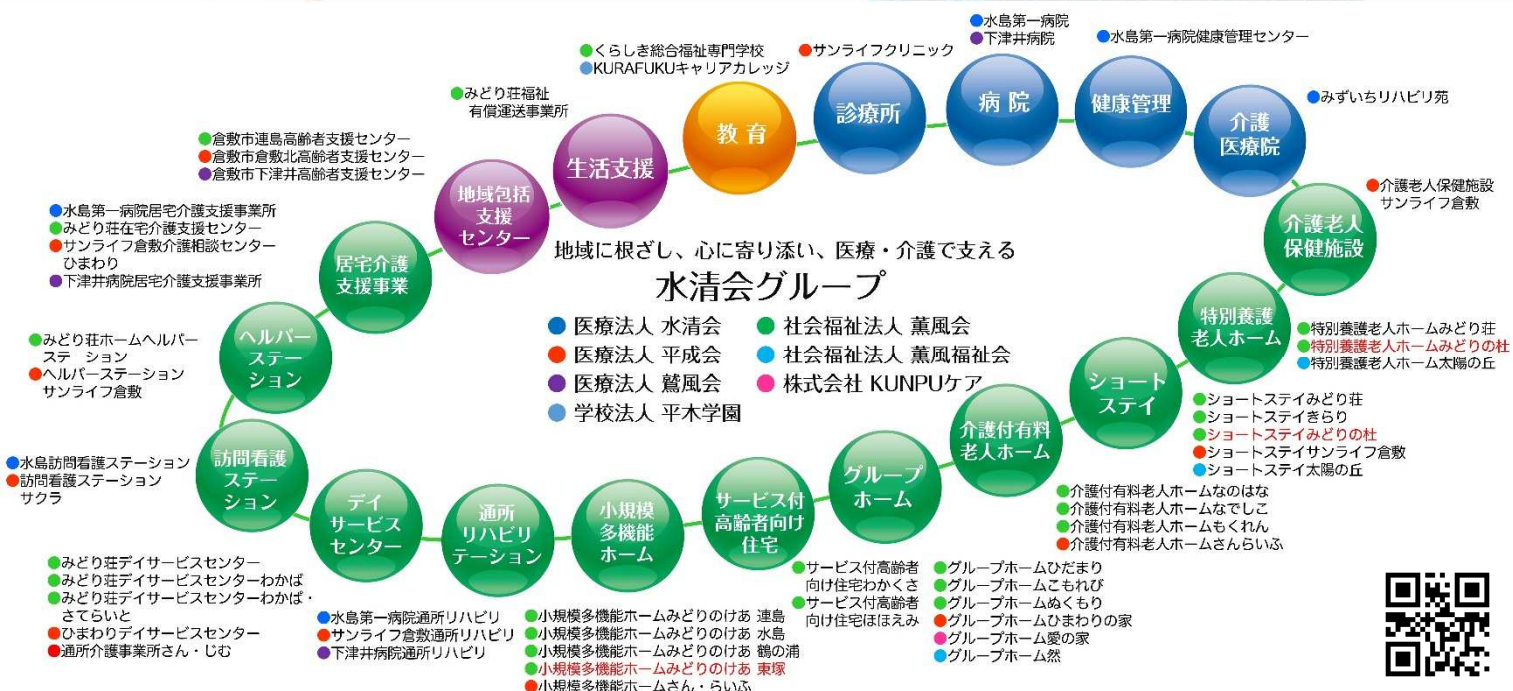 ●水島第一病院
●下津井病院
●水島第一病院健康管理センター
●くらしき総合福祉専門学校
●KURAFUKUキャリアカレッジ
●サンライフクリニック
●みどり荘福祉
有償運送事業所
●みずいちリハビリ苑
教 育
診療所
病 院
健康管理
介護
医療院
生活支援
●倉敷市連島高齢者支援センター
●倉敷市倉敷北高齢者支援センター
●倉敷市下津井高齢者支援センター
地域包括
支援
センター
●介護老人保健施設
サンライフ倉敷
介護老人
保健施設
●水島第一病院居宅介護支援事業所
●みどり荘在宅介護支援センター
●サンライフ倉敷介護相談センター
ひまわり
●下津井病院居宅介護支援事業所
居宅介護
支援事業
地域に根ざし、心に寄り添い、医療・介護で支える
水清会グループ
● 医療法人 水清会
● 医療法人 平成会
● 医療法人 鷲風会
● 学校法人 平木学園
● 社会福祉法人 薫風会
● 社会福祉法人 薫風福祉会
● 株式会社 KUNPUケア
特別養護
老人ホーム
●特別養護老人ホームみどり荘
●特別養護老人ホームみどりの杜
●特別養護老人ホーム太陽の丘
●みどり荘ホームヘルパー
ステーション
●ヘルパーステーション
サンライフ倉敷
ヘルパー
ステー
ション
ショート
ステイ
●ショートステイみどり荘
●ショートステイきらり
●ショートステイみどりの杜
●ショートステイサンライフ倉敷
●ショートステイ太陽の丘
●水島訪問看護ステーション
●訪問看護ステーション
サクラ
訪問看護
ステー
ション
介護付有料
老人ホーム
●介護付有料老人ホームなのはな
●介護付有料老人ホームなでしこ
●介護付有料老人ホームもくれん
●介護付有料老人ホームさんらいふ
デイ
サービス
センター
通所
リハビリ
テーション
小規模
多機能
ホーム
サービス付
高齢者向け
住宅
グループ
ホーム
●みどり荘デイサービスセンター
●みどり荘デイサービスセンターわかば
●みどり荘デイサービスセンターわかば・
さてらいと
●ひまわりデイサービスセンター
●通所介護事業所さん・じむ
●水島第一病院通所リハビリ
●サンライフ倉敷通所リハビリ
●下津井病院通所リハビリ
●小規模多機能ホームみどりのけあ 連島
●小規模多機能ホームみどりのけあ 水島
●小規模多機能ホームみどりのけあ 鶴の浦
●小規模多機能ホームみどりのけあ 東塚
●小規模多機能ホームさん・らいふ
●サービス付高齢者
向け住宅わかくさ
●サービス付高齢者
向け住宅ほほえみ
●グループホームひだまり
●グループホームこもれび
●グループホームぬくもり
●グループホームひまわりの家
●グループホーム愛の家
●グループホーム然